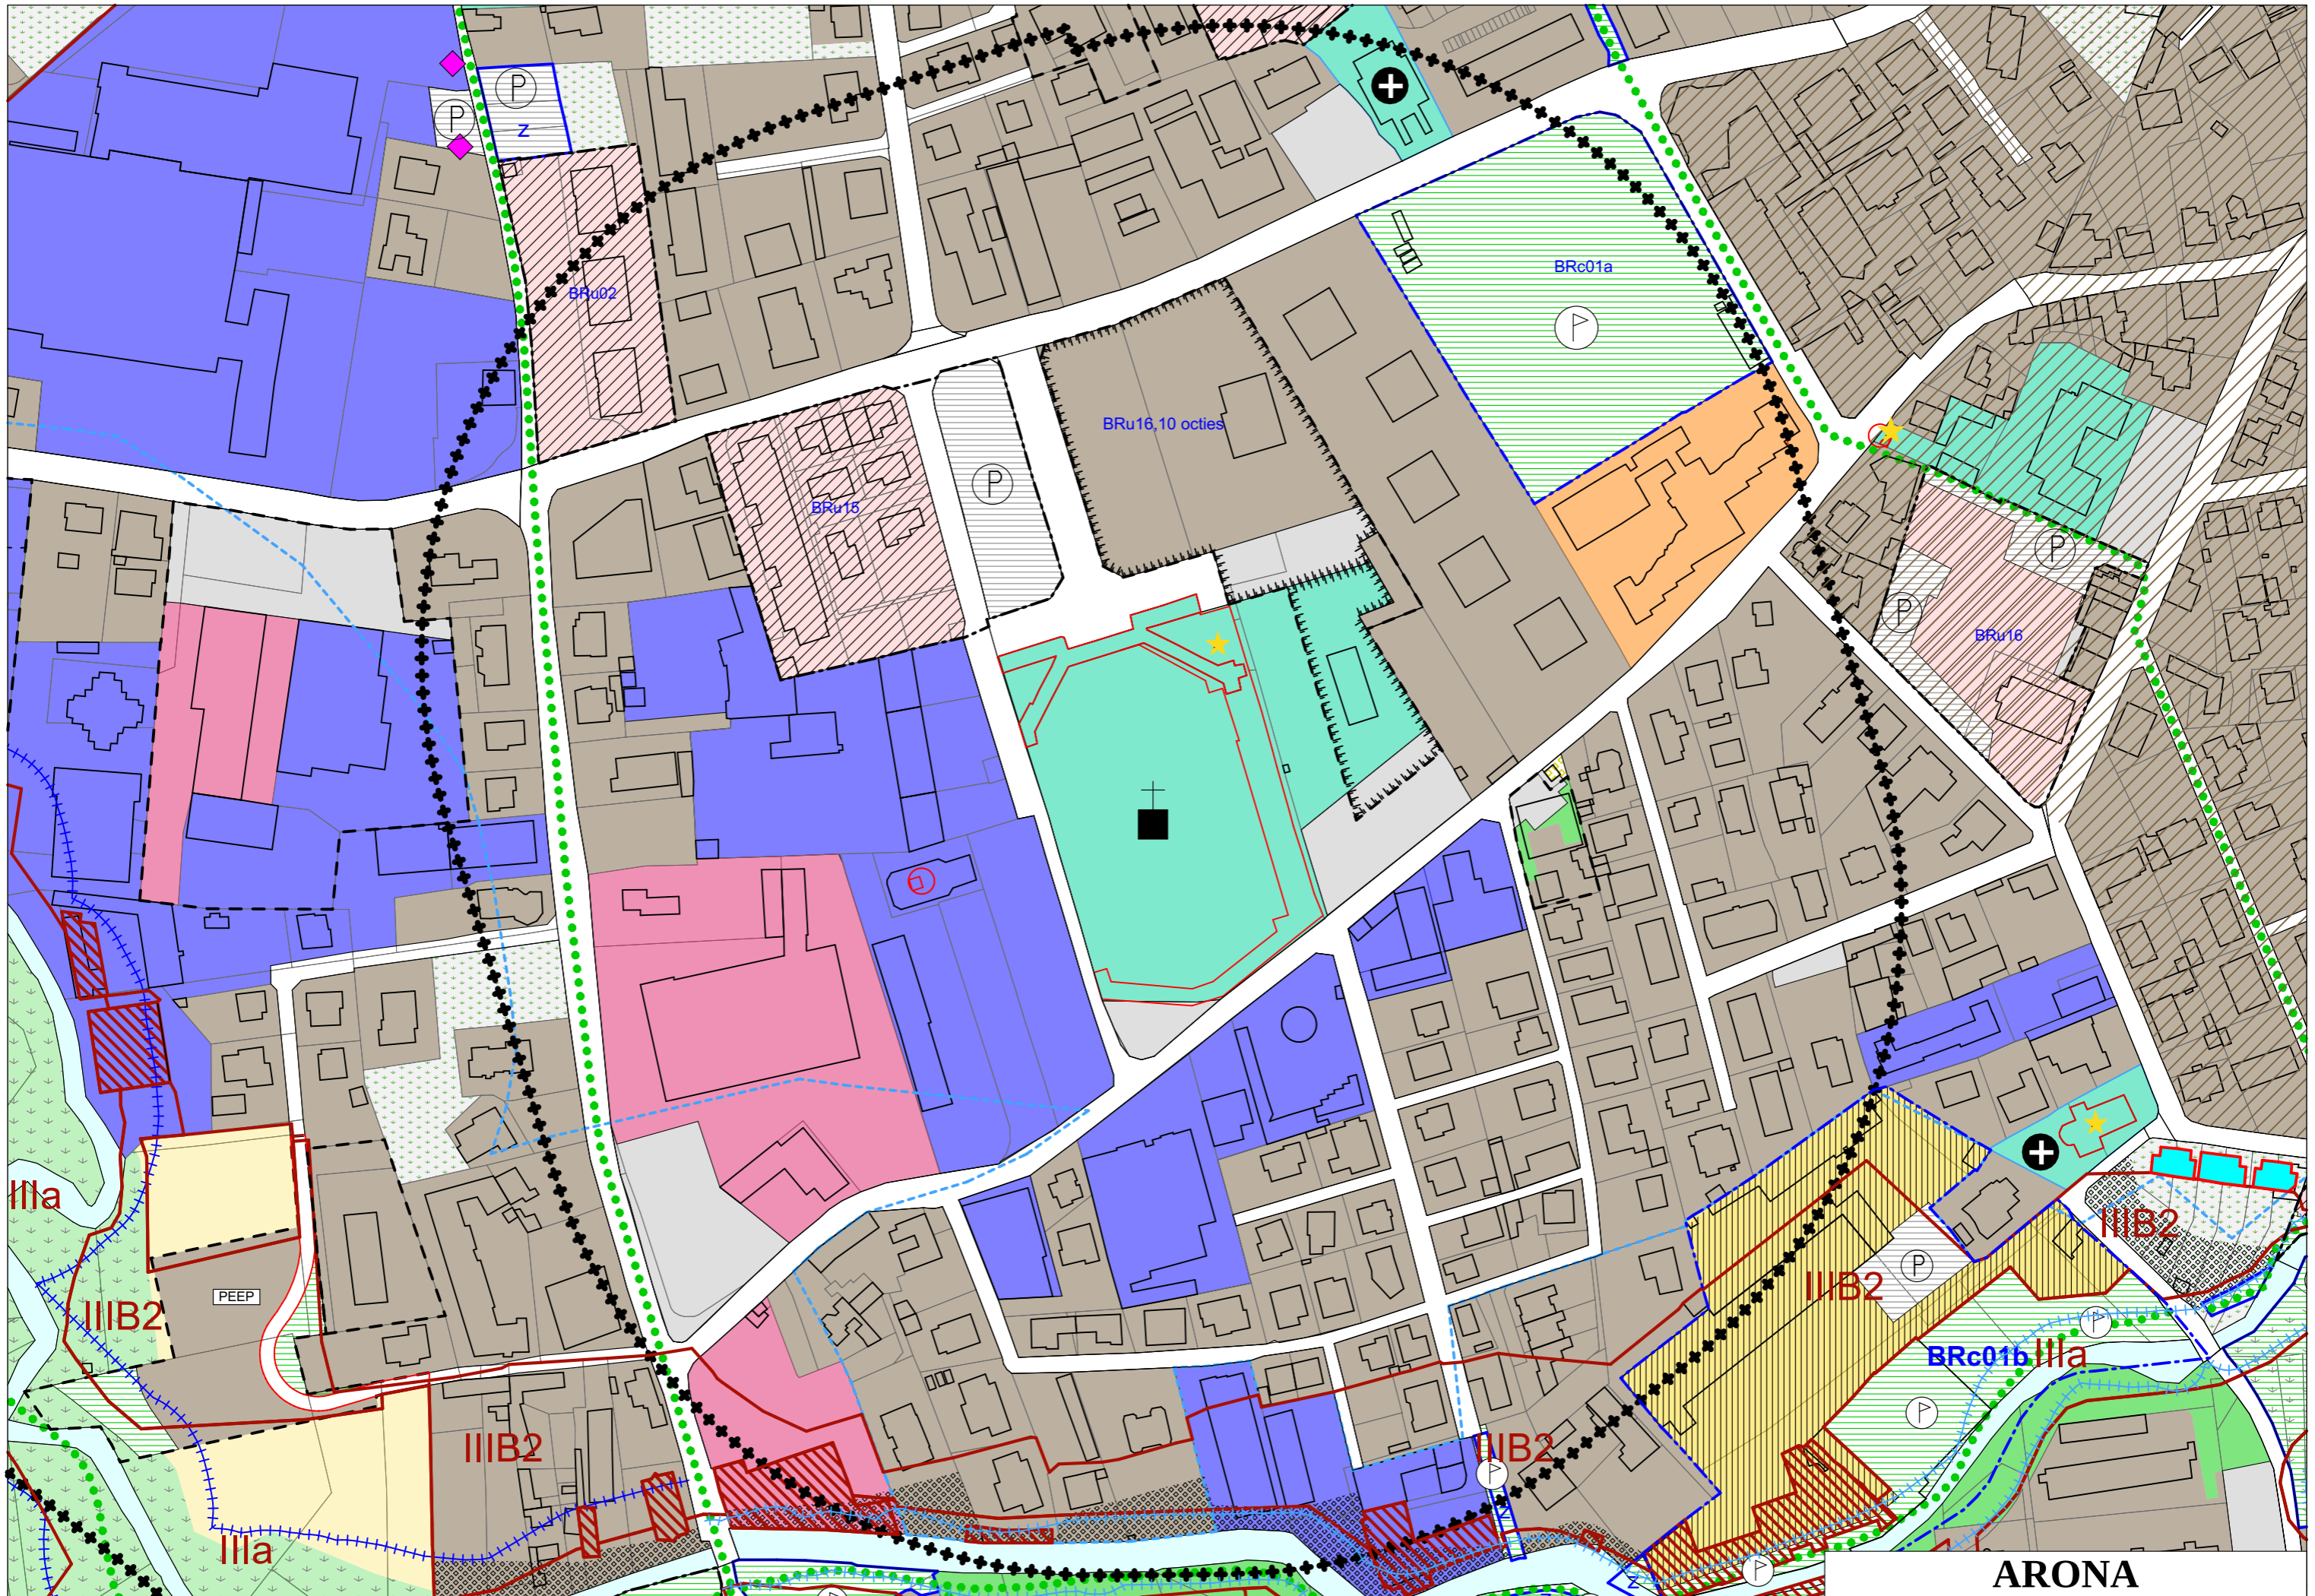 P
P
z
BRu02
BRc01a
BRu16,10 octies
P
BRu15
P
P
BRu16
IIIa
IIIB2
PEEP
IIIB2
IIIB2
P
BRc01b
IIIa
IIIB2
IIIB2
IIIa
z
z
ARONA